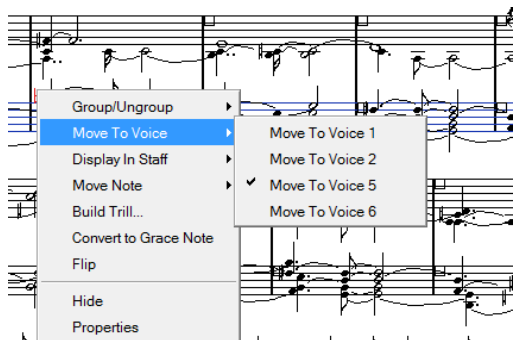 Group/Ungroup
Move To Voice
Display In Staff
Move Note
Build Trill...
Convert to Grace Note
Flip
Hide
Properties
Move To Voice 1
Move To Voice 2
Move To Voice 5
Move To Voice 6